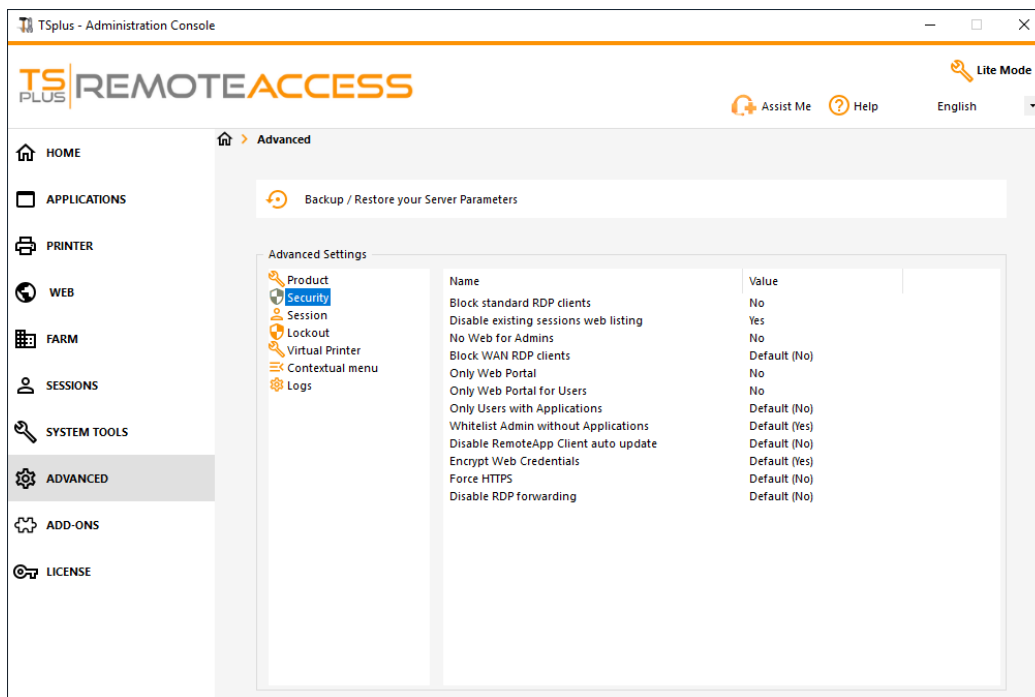 TSplus - Administration Console
TS PLUS REMOTEACCESS
Lite Mode
Assist Me Help English
HOME
APPLICATIONS
PRINTER
WEB
FARM
SESSIONS
SYSTEM TOOLS
ADVANCED
ADD-ONS
LICENSE
Advanced
Backup / Restore your Server Parameters
Advanced Settings
Product
Security
Session
Lockout
Virtual Printer
Contextual menu
Logs
Name Value
Block standard RDP clients No
Disable existing sessions web listing Yes
No Web for Admins No
Block WAN RDP clients Default (No)
Only Web Portal No
Only Web Portal for Users No
Only Users with Applications Default (No)
Whitelist Admin without Applications Default (Yes)
Disable RemoteApp Client auto update Default (No)
Encrypt Web Credentials Default (Yes)
Force HTTPS Default (No)
Disable RDP forwarding Default (No)